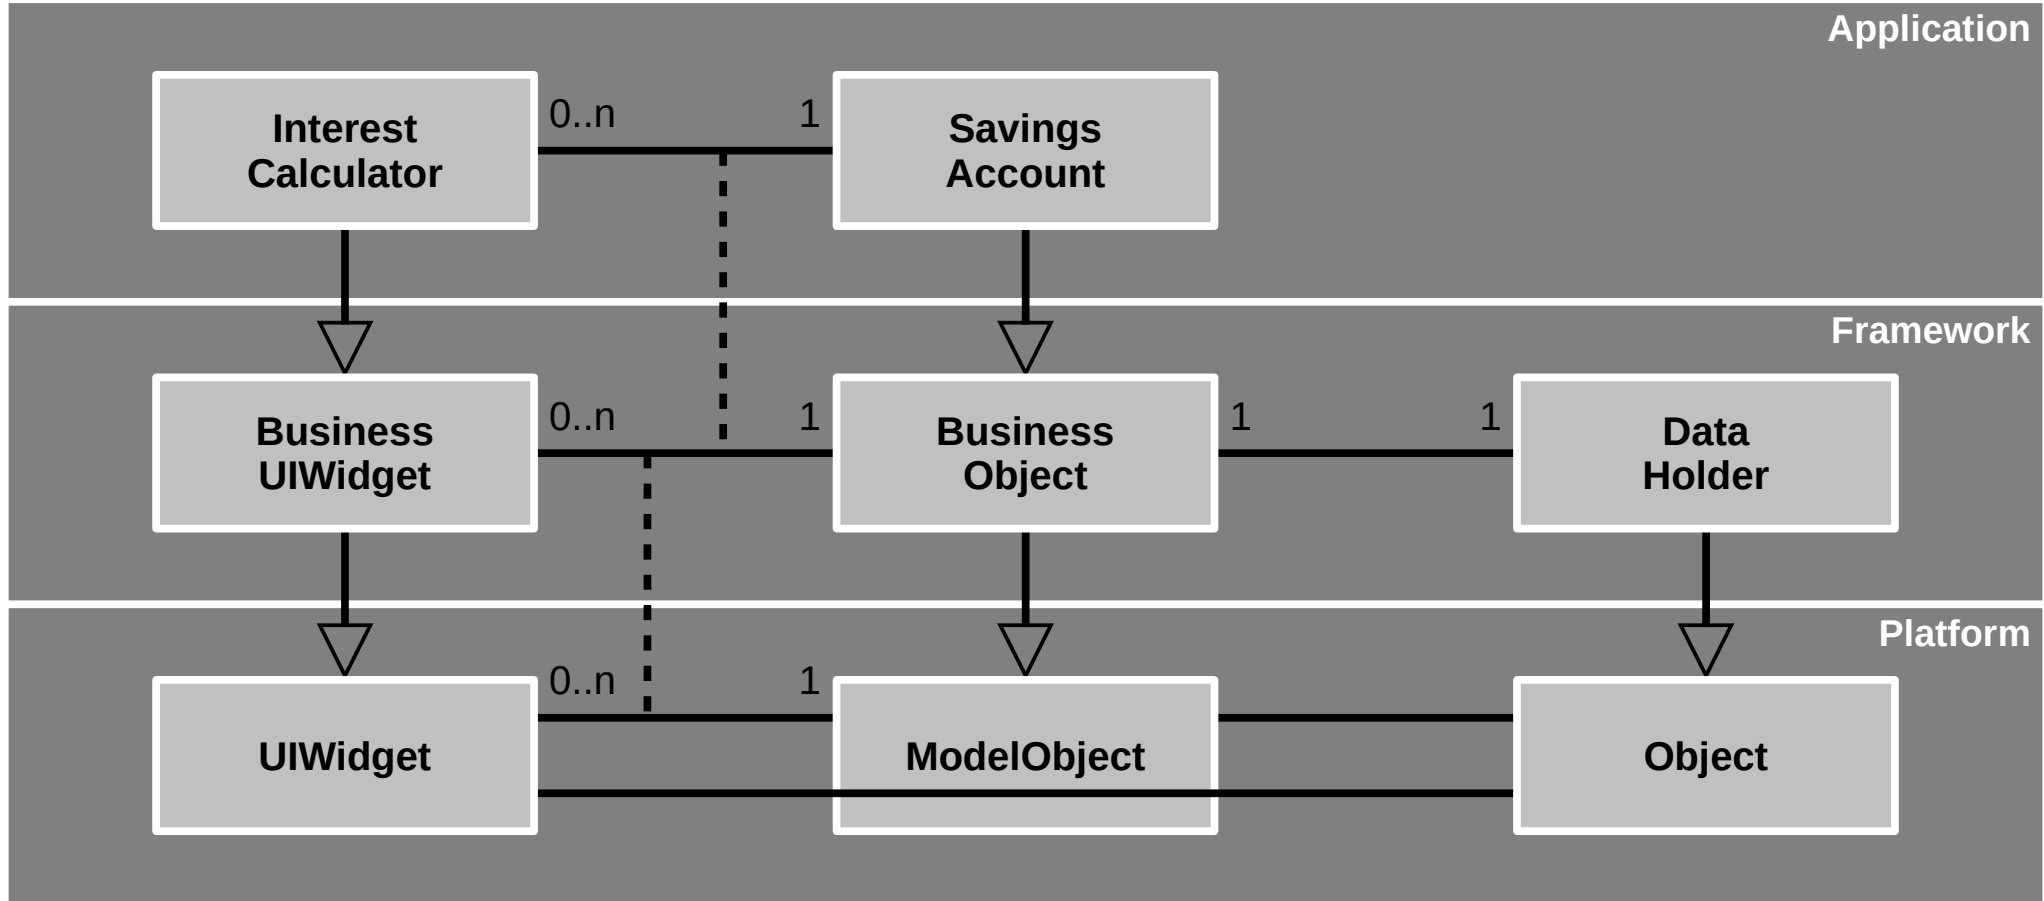 Application
Interest
Calculator
0..n
1
Savings
Account
Framework
Business
UIWidget
0..n
1
Business
Object
1
1
Data
Holder
Platform
UIWidget
0..n
1
ModelObject
Object